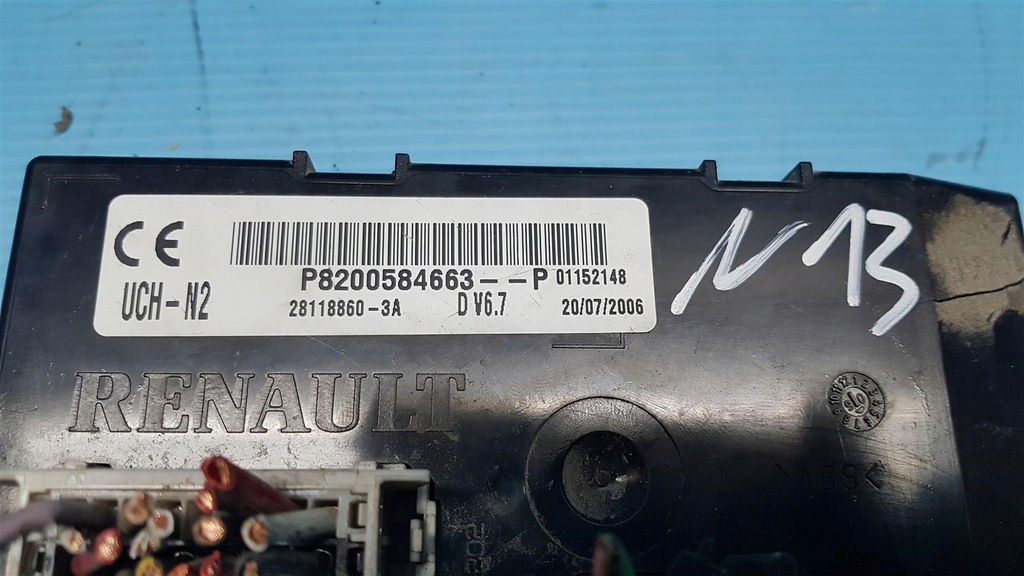 CE
P8200584663--P 01152148
UCH-N2
28118860-3A D V6.7 20/07/2006
N13
RENAULT